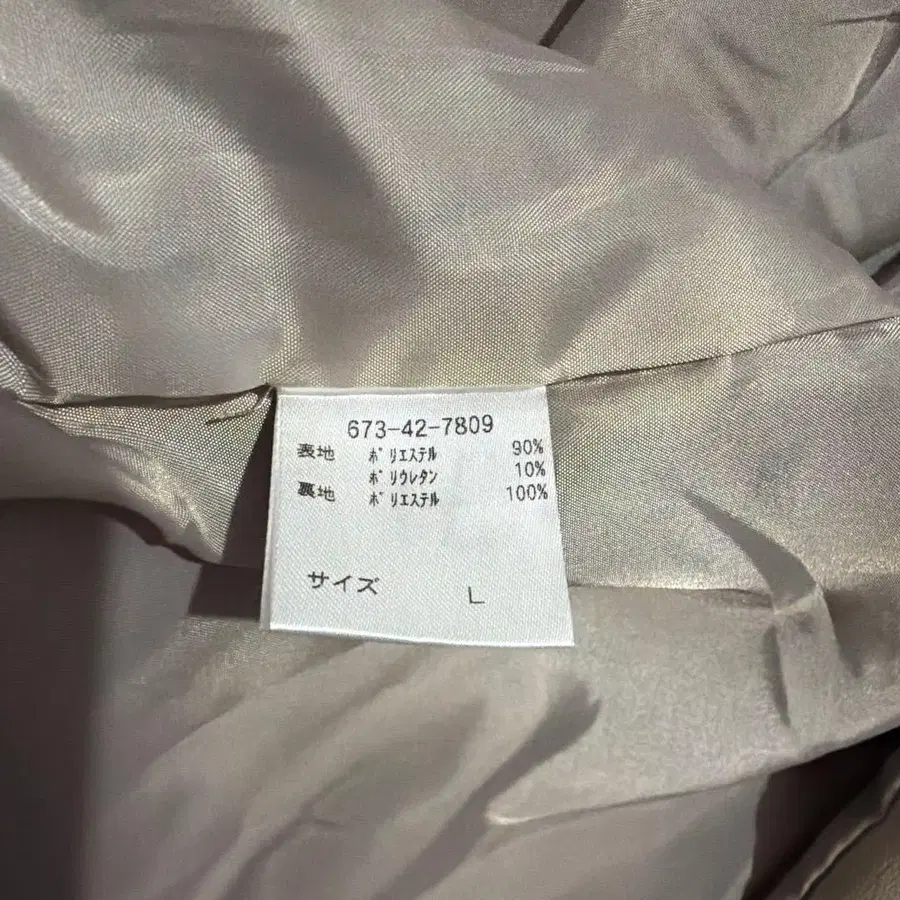 673-42-7809
表地 ポリエステル 90%
ポリウレタン 10%
裏地 ポリエステル 100%
サイズ L